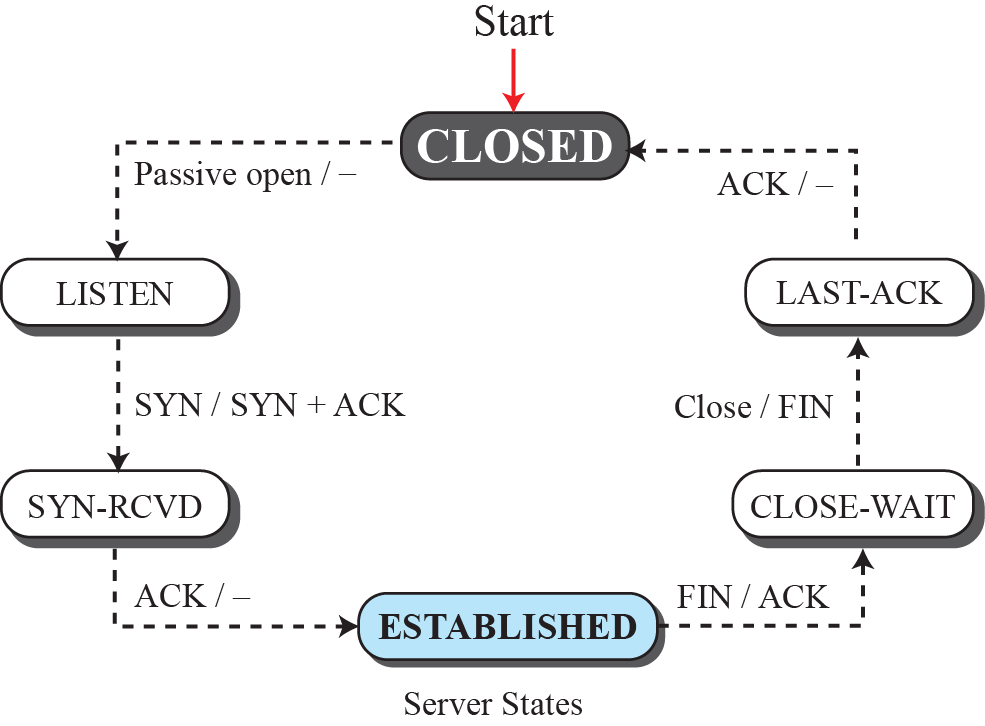 Start
CLOSED
Passive open / –
ACK / –
LISTEN
LAST-ACK
SYN / SYN + ACK
Close / FIN
SYN-RCVD
CLOSE-WAIT
ACK / –
FIN / ACK
ESTABLISHED
Server States